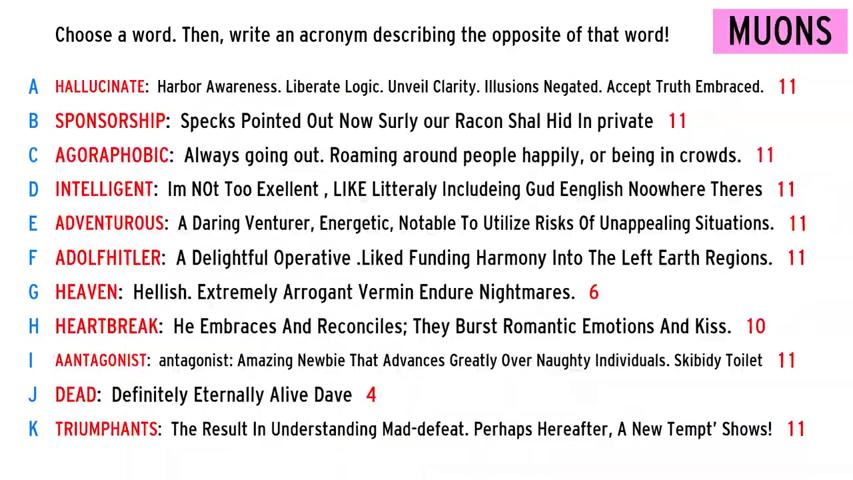 Choose a word. Then, write an acronym describing the opposite of that word!
MUONS
A HALLUCINATE: Harbor Awareness. Liberate Logic. Unveil Clarity. Illusions Negated. Accept Truth Embraced. 11
B SPONSORSHIP: Specks Pointed Out Now Surly our Racon Shal Hid In private 11
C AGORAPHOBIC: Always going out. Roaming around people happily, or being in crowds. 11
D INTELLIGENT: Im NOt Too Exellent , LIKE Litteraly Includeing Gud Eenglish Noowhere Theres 11
E ADVENTUROUS: A Daring Venturer, Energetic, Notable To Utilize Risks Of Unappealing Situations. 11
F ADOLFHITLER: A Delightful Operative .Liked Funding Harmony Into The Left Earth Regions. 11
G HEAVEN: Hellish. Extremely Arrogant Vermin Endure Nightmares. 6
H HEARTBREAK: He Embraces And Reconciles; They Burst Romantic Emotions And Kiss. 10
I AANTAGONIST: antagonist: Amazing Newbie That Advances Greatly Over Naughty Individuals. Skibidy Toilet 11
J DEAD: Definitely Eternally Alive Dave 4
K TRIUMPHANTS: The Result In Understanding Mad-defeat. Perhaps Hereafter, A New Tempt' Shows! 11